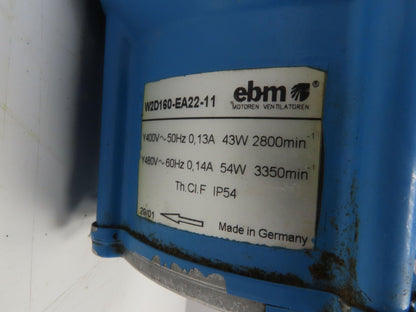 ebm®
W2D160-EA22-11
MOTOREN VENTILATOREN
Y400V~50Hz 0,13A 43W 2800min⁻¹
Y480V~60Hz 0,14A 54W 3350min⁻¹
Th.Cl.F IP54
29/01
Made in Germany